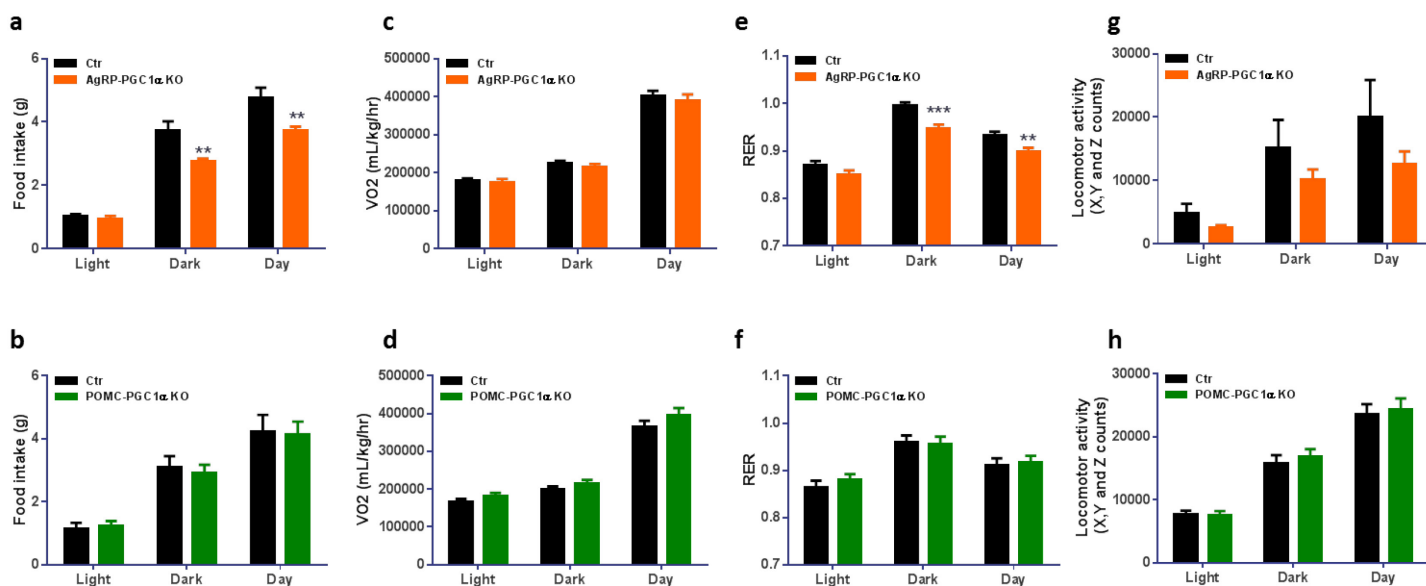 a
Food intake (g)
6
4
2
0
Ctr
AgRP-PGC1α KO
**
**
Light Dark Day
c
VO2 (mL/kg/hr)
500000
400000
300000
200000
100000
0
Ctr
AgRP-PGC1α KO
Light Dark Day
e
RER
1.1
1.0
0.9
0.8
0.7
Ctr
AgRP-PGC1α KO
***
**
Light Dark Day
g
Locomotor activity
(X,Y and Z counts)
30000
20000
10000
0
Ctr
AgRP-PGC1α KO
Light Dark Day
b
Food intake (g)
6
4
2
0
Ctr
POMC-PGC1α KO
Light Dark Day
d
VO2 (mL/kg/hr)
500000
400000
300000
200000
100000
0
Ctr
POMC-PGC1α KO
Light Dark Day
f
RER
1.1
1.0
0.9
0.8
0.7
Ctr
POMC-PGC1α KO
Light Dark Day
h
Locomotor activity
(X,Y and Z counts)
30000
20000
10000
0
Ctr
POMC-PGC1α KO
Light Dark Day